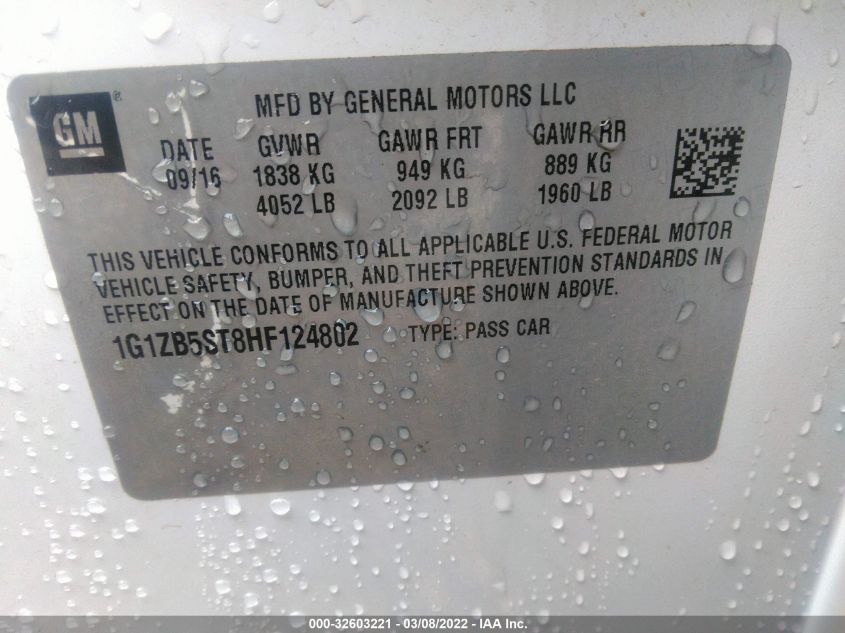 GM®
MFD BY GENERAL MOTORS LLC
DATE GVWR GAWR FRT GAWR RR
09/16 1838 KG 949 KG 889 KG
4052 LB 2092 LB 1960 LB
THIS VEHICLE CONFORMS TO ALL APPLICABLE U.S. FEDERAL MOTOR
VEHICLE SAFETY, BUMPER, AND THEFT PREVENTION STANDARDS IN
EFFECT ON THE DATE OF MANUFACTURE SHOWN ABOVE.
1G1ZB5ST8HF124802 TYPE: PASS CAR
000-32603221 - 03/08/2022 - IAA Inc.